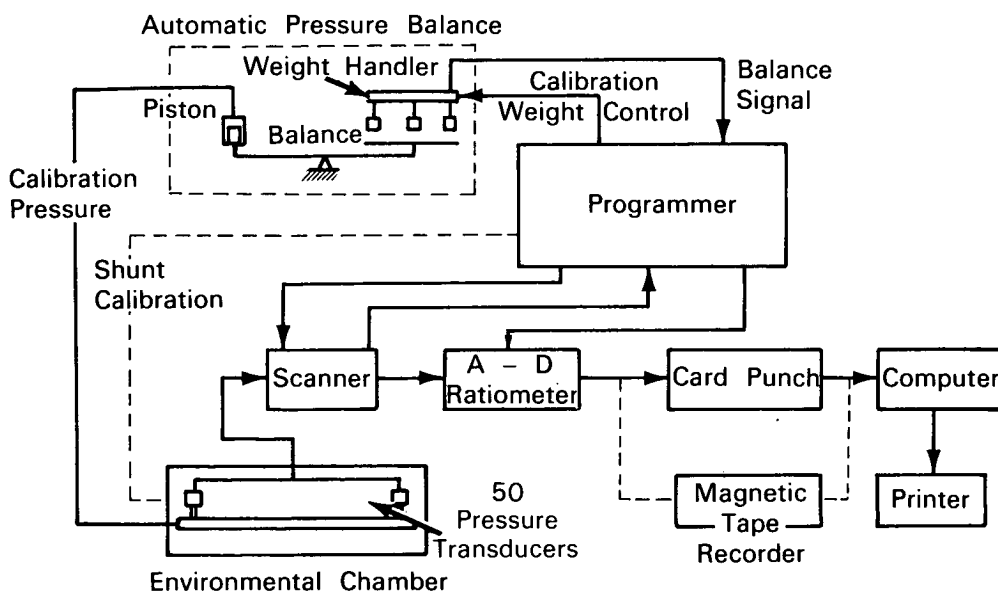 Automatic Pressure Balance
Weight Handler
Piston
Balance
Calibration
Weight Control
Balance
Signal
Calibration
Pressure
Programmer
Shunt
Calibration
Scanner
A - D
Ratiometer
Card Punch
Computer
50
Pressure
Transducers
Magnetic
Tape
Recorder
Printer
Environmental Chamber